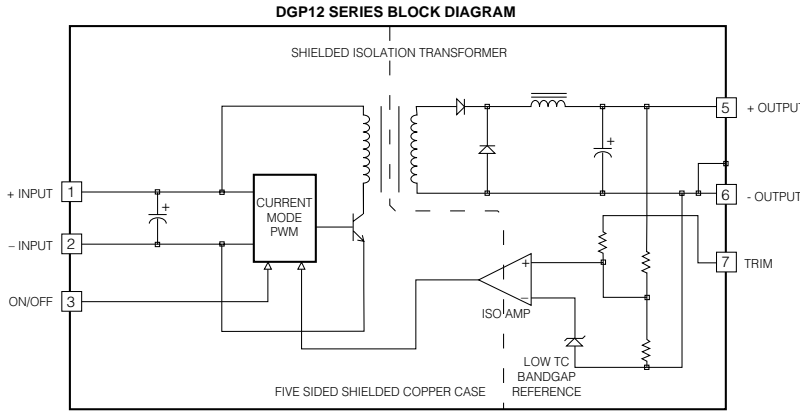 DGP12 SERIES BLOCK DIAGRAM
SHIELDED ISOLATION TRANSFORMER
5
+ OUTPUT
+ INPUT
1
+
+
CURRENT
MODE
PWM
6
- OUTPUT
– INPUT
2
7
TRIM
+
–
ON/OFF
3
ISO AMP
LOW TC
BANDGAP
REFERENCE
FIVE SIDED SHIELDED COPPER CASE